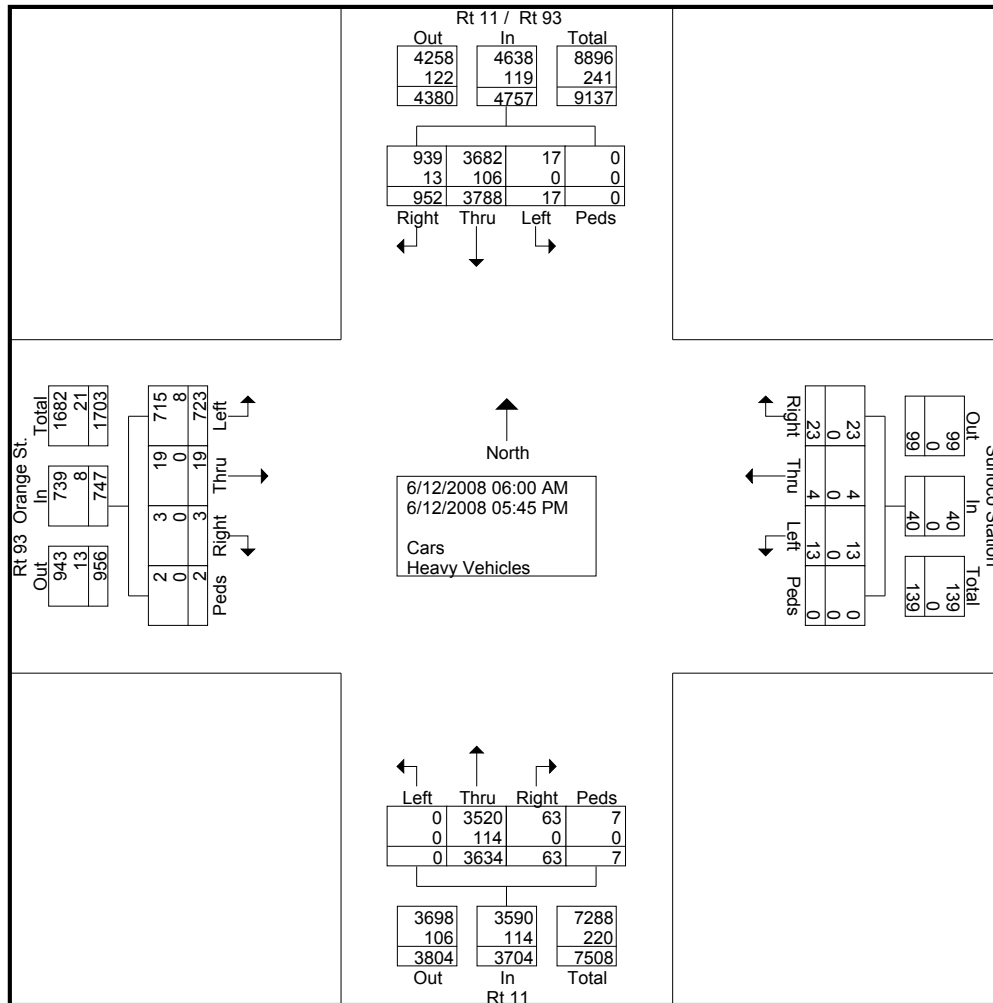 Rt 11 / Rt 93
Out In Total
4258 4638 8896
122 119 241
4380 4757 9137
939 3682 17 0
13 106 0 0
952 3788 17 0
Right Thru Left Peds
Rt 93 Orange St.
Out In Total
943 739 1682
13 8 21
956 747 1703
2 3 19 715
0 0 0 8
2 3 19 723
Peds Right Thru Left
North
6/12/2008 06:00 AM
6/12/2008 05:45 PM
Cars
Heavy Vehicles
Station
Out In Total
99 40 139
0 0 0
99 40 139
23 4 13 0
0 0 0 0
23 4 13 0
Right Thru Left Peds
Left Thru Right Peds
0 3520 63 7
0 114 0 0
0 3634 63 7
3698 3590 7288
106 114 220
3804 3704 7508
Out In Total
Rt 11